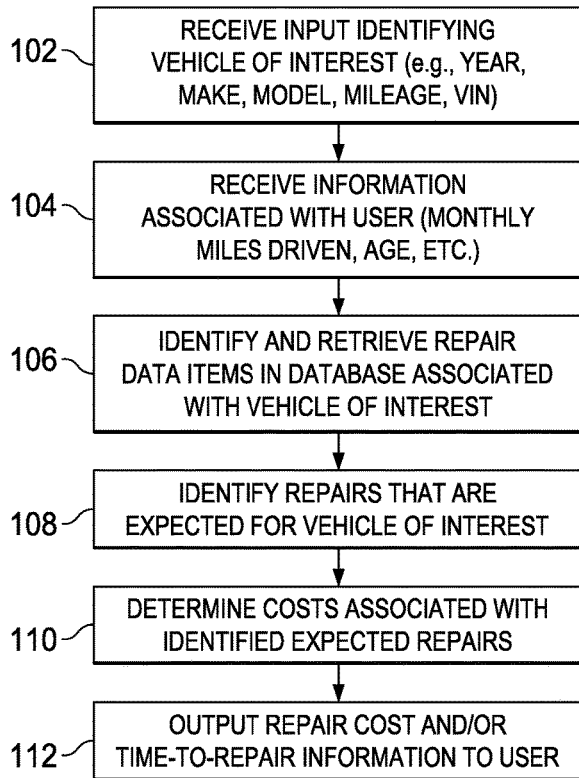 102
RECEIVE INPUT IDENTIFYING
VEHICLE OF INTEREST (e.g., YEAR,
MAKE, MODEL, MILEAGE, VIN)
104
RECEIVE INFORMATION
ASSOCIATED WITH USER (MONTHLY
MILES DRIVEN, AGE, ETC.)
106
IDENTIFY AND RETRIEVE REPAIR
DATA ITEMS IN DATABASE ASSOCIATED
WITH VEHICLE OF INTEREST
108
IDENTIFY REPAIRS THAT ARE
EXPECTED FOR VEHICLE OF INTEREST
110
DETERMINE COSTS ASSOCIATED WITH
IDENTIFIED EXPECTED REPAIRS
112
OUTPUT REPAIR COST AND/OR
TIME-TO-REPAIR INFORMATION TO USER